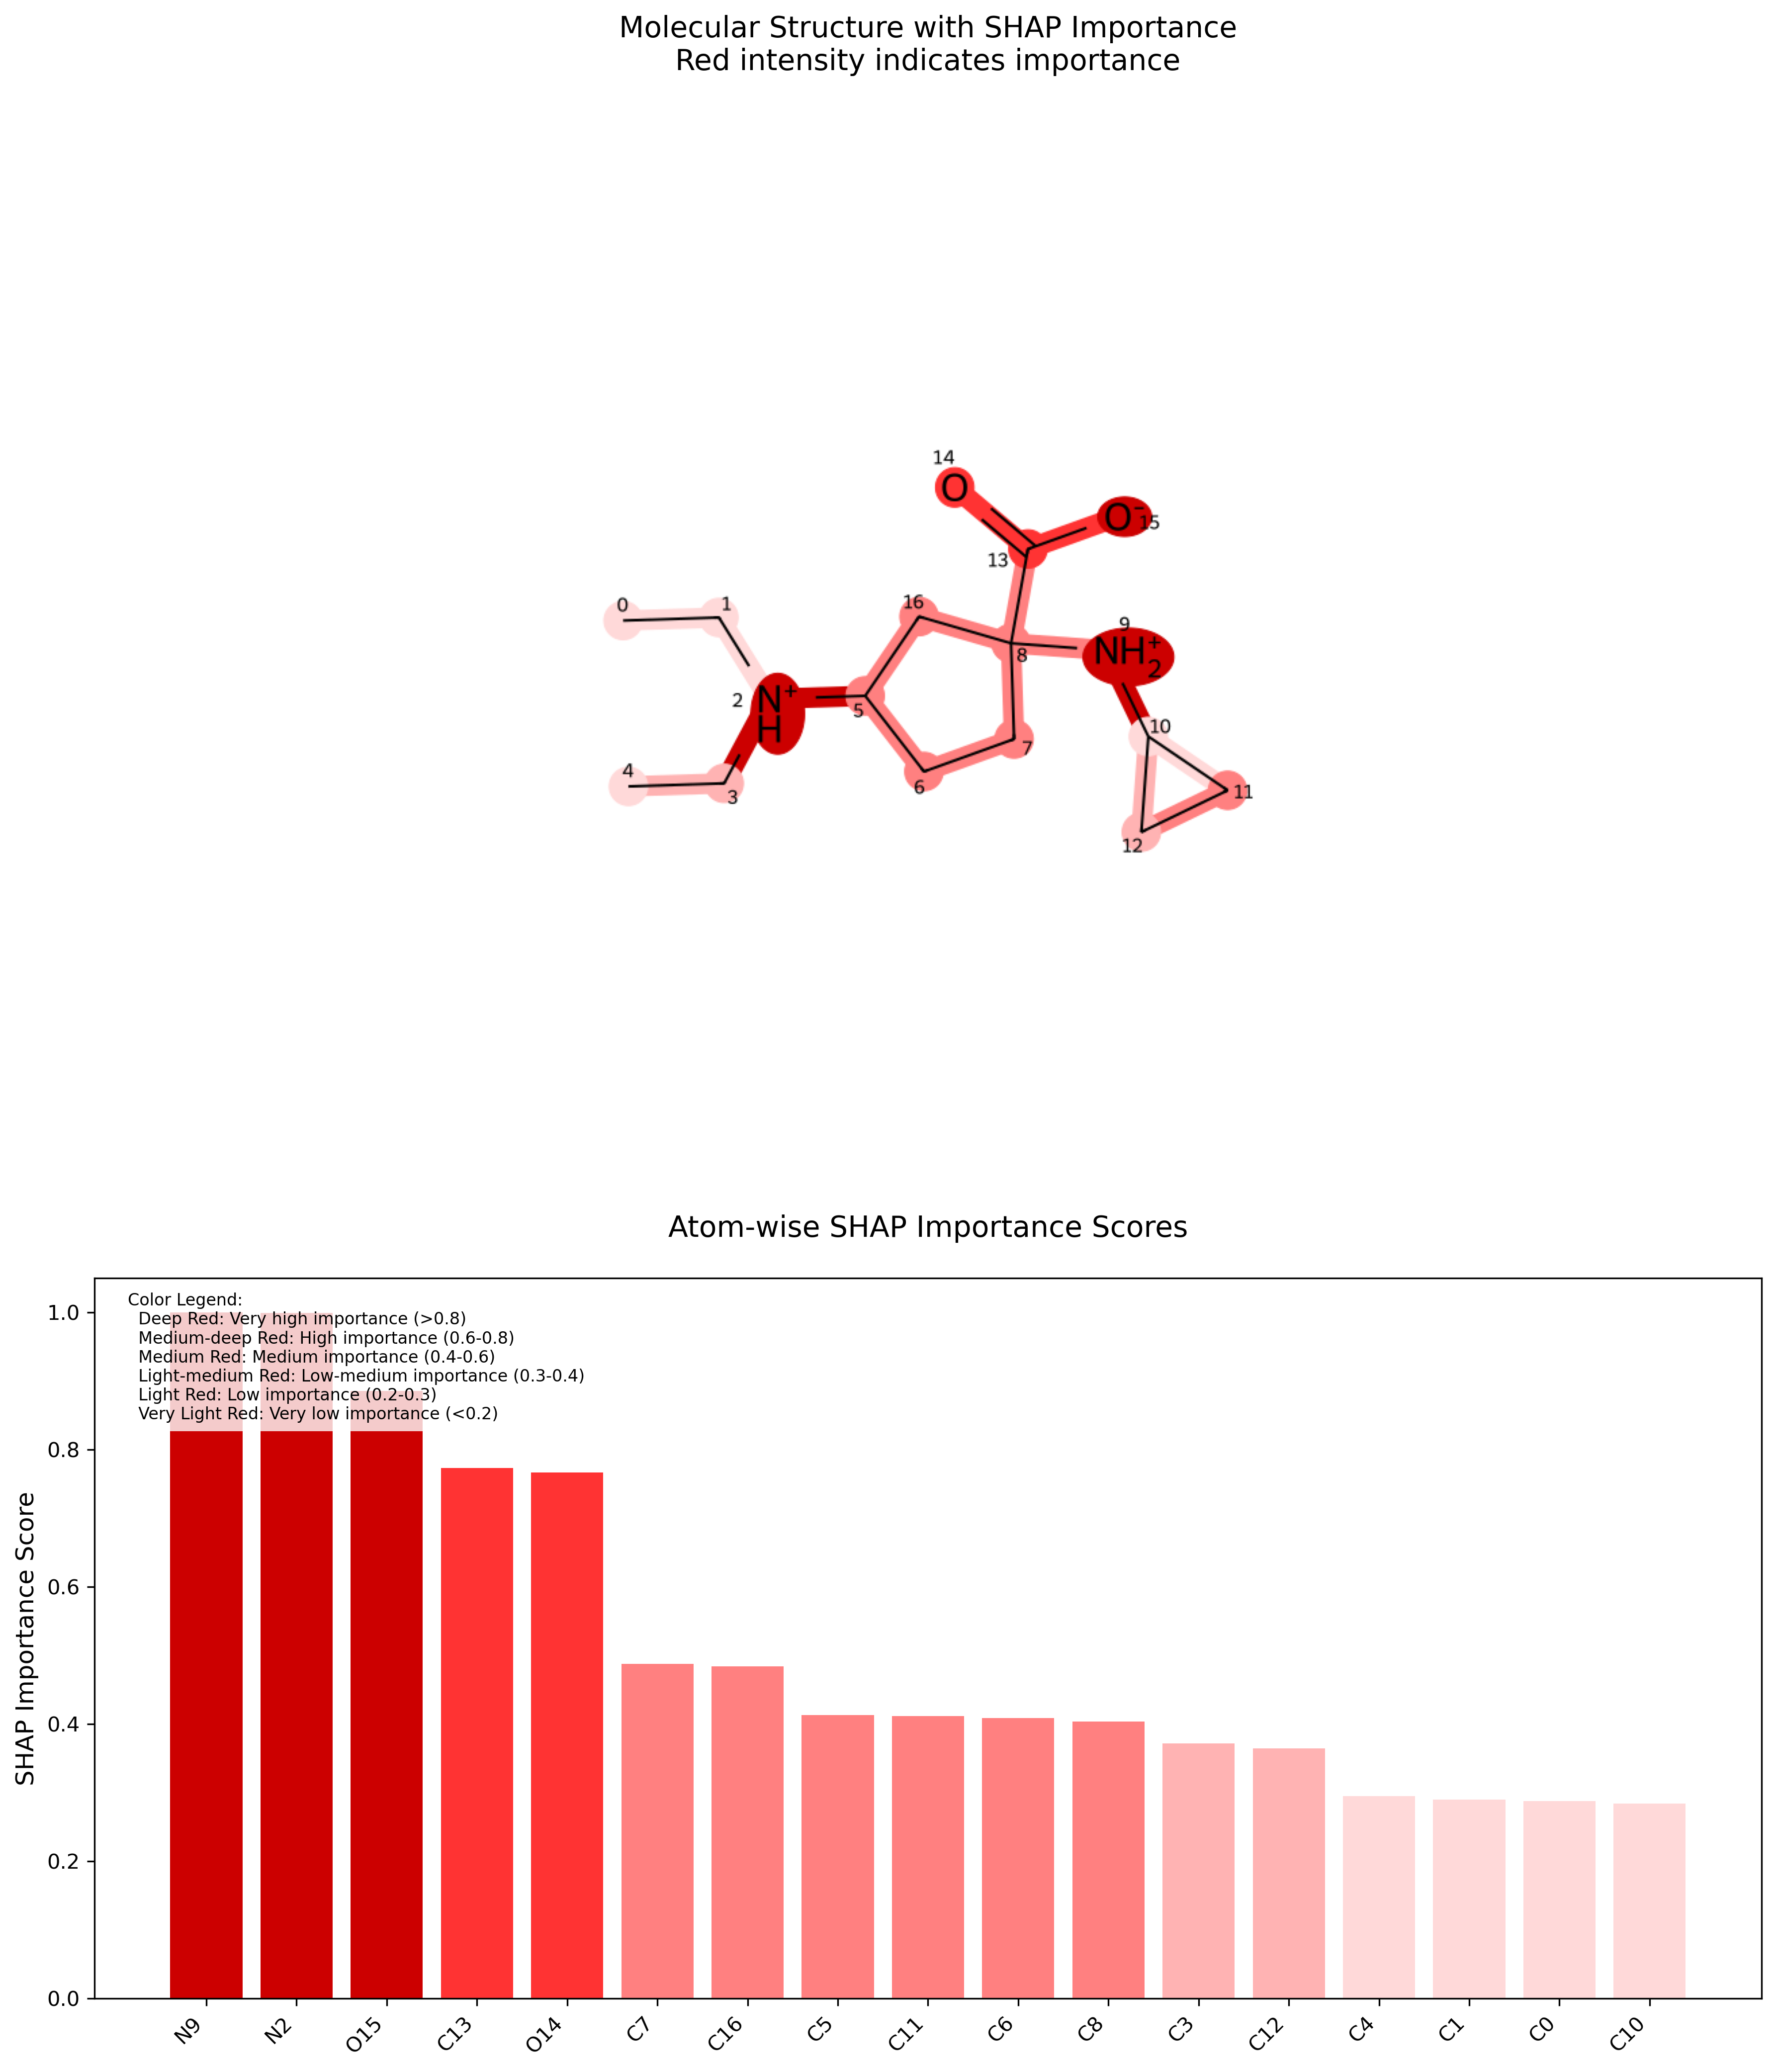 Molecular Structure with SHAP Importance
Red intensity indicates importance
14
O
O⁻
15
13
0
1
16
9
NH₂⁺
8
2
N⁺
H
5
10
4
3
6
7
11
12
Atom-wise SHAP Importance Scores
Color Legend:
Deep Red: Very high importance (>0.8)
Medium-deep Red: High importance (0.6-0.8)
Medium Red: Medium importance (0.4-0.6)
Light-medium Red: Low-medium importance (0.3-0.4)
Light Red: Low importance (0.2-0.3)
Very Light Red: Very low importance (<0.2)
SHAP Importance Score
1.0
0.8
0.6
0.4
0.2
0.0
N9
N2
O15
C13
O14
C7
C16
C5
C11
C6
C8
C3
C12
C4
C1
C0
C10